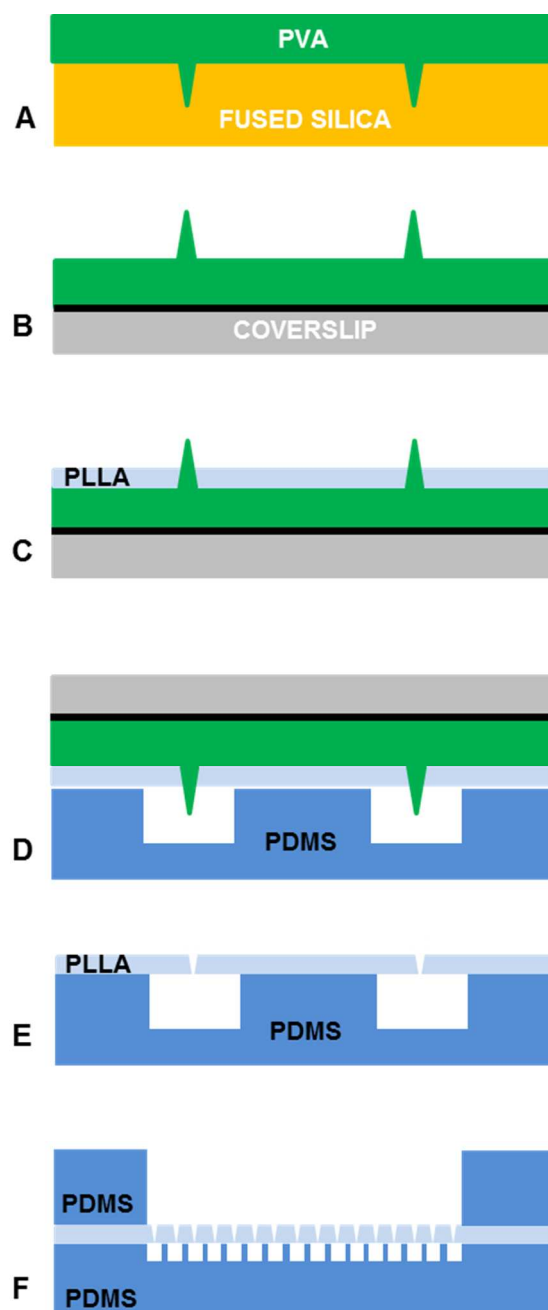 PVA
A
FUSED SILICA
B
COVERSLIP
PLLA
C
D
PDMS
PLLA
E
PDMS
PDMS
F
PDMS